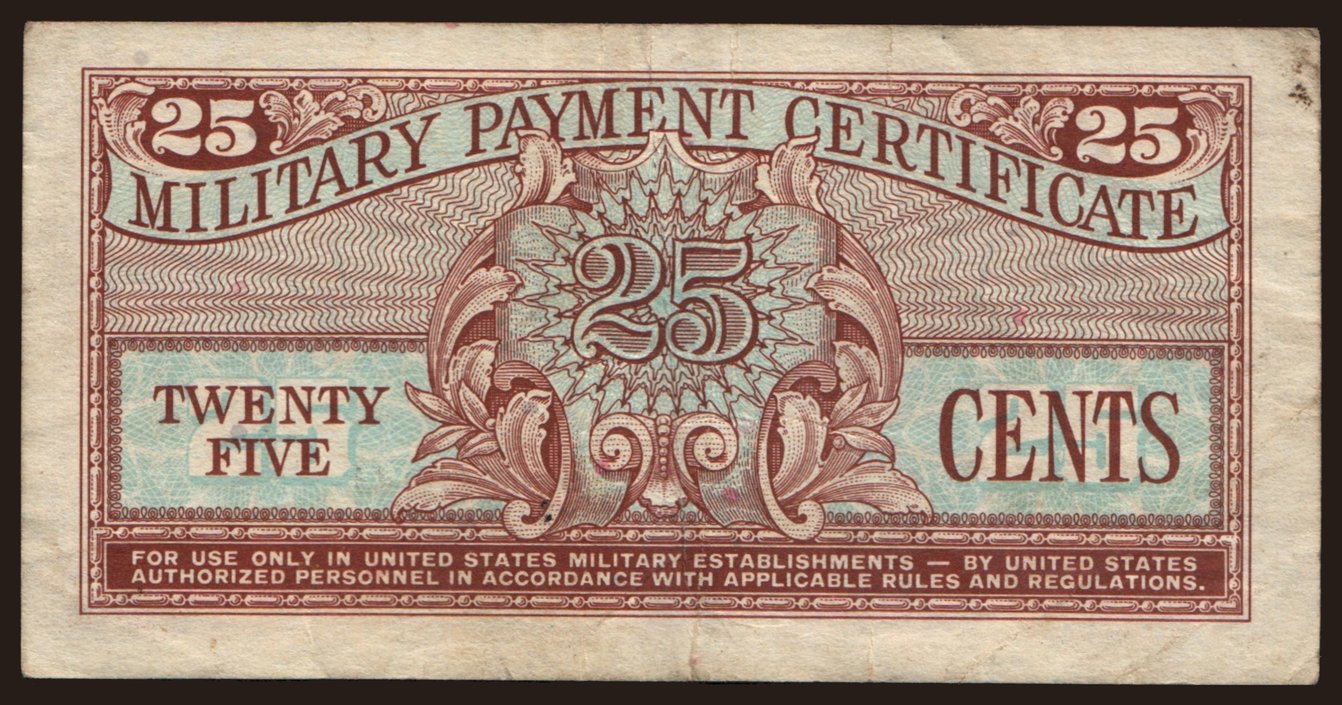 25 25
MILITARY PAYMENT CERTIFICATE
25
TWENTY
FIVE
CENTS
FOR USE ONLY IN UNITED STATES MILITARY ESTABLISHMENTS — BY UNITED STATES
AUTHORIZED PERSONNEL IN ACCORDANCE WITH APPLICABLE RULES AND REGULATIONS.